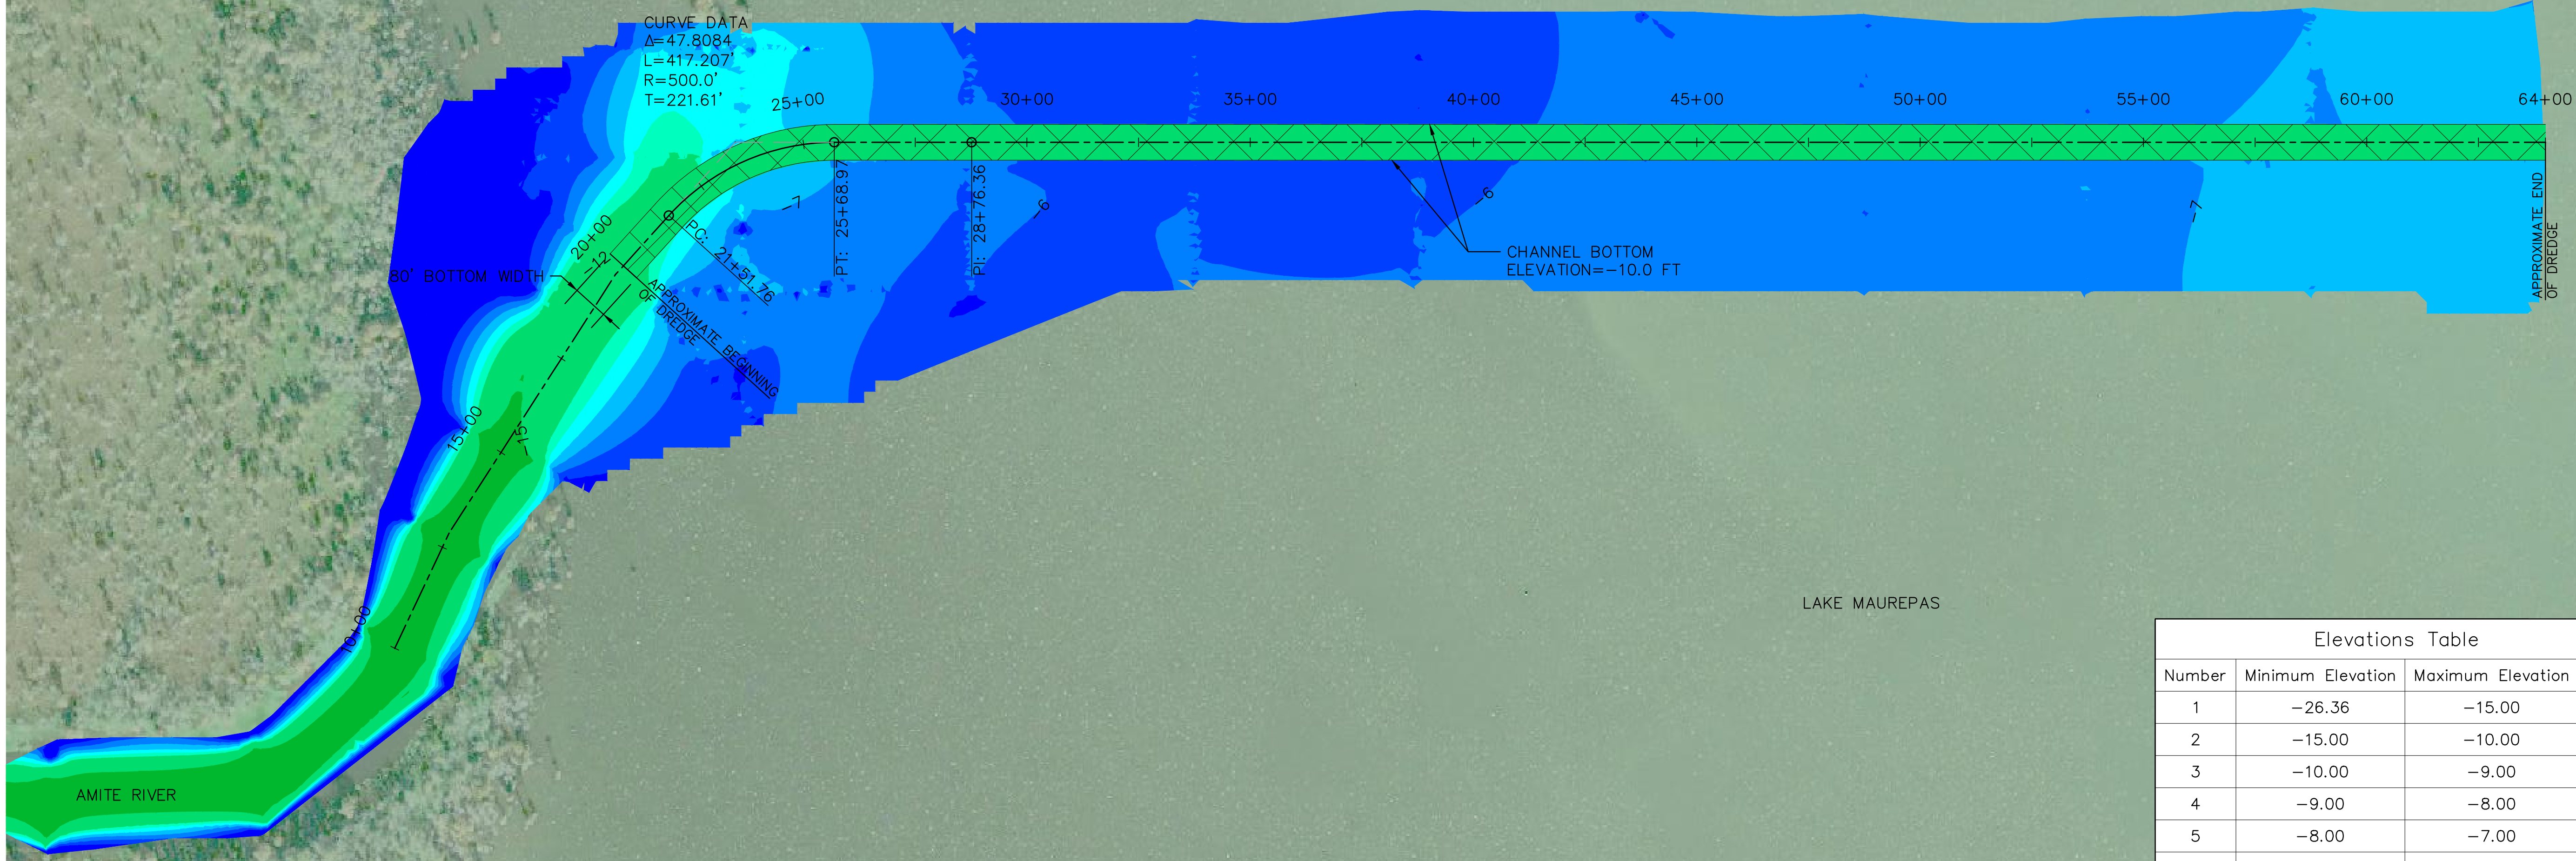 CURVE DATA
Δ=47.8084
L=417.207'
R=500.0'
T=221.61'
25+00
30+00
35+00
40+00
45+00
50+00
55+00
60+00
64+00
-7
PT: 25+68.97
PI: 28+76.36
-6
-6
-7
CHANNEL BOTTOM
ELEVATION=-10.0 FT
APPROXIMATE END
OF DREDGE
20+00
-12
PC: 21+51.76
80' BOTTOM WIDTH
APPROXIMATE BEGINNING
OF DREDGE
15+00
-15
10+00
AMITE RIVER
LAKE MAUREPAS
Elevations Table
Number Minimum Elevation Maximum Elevation
1 -26.36 -15.00
2 -15.00 -10.00
3 -10.00 -9.00
4 -9.00 -8.00
5 -8.00 -7.00